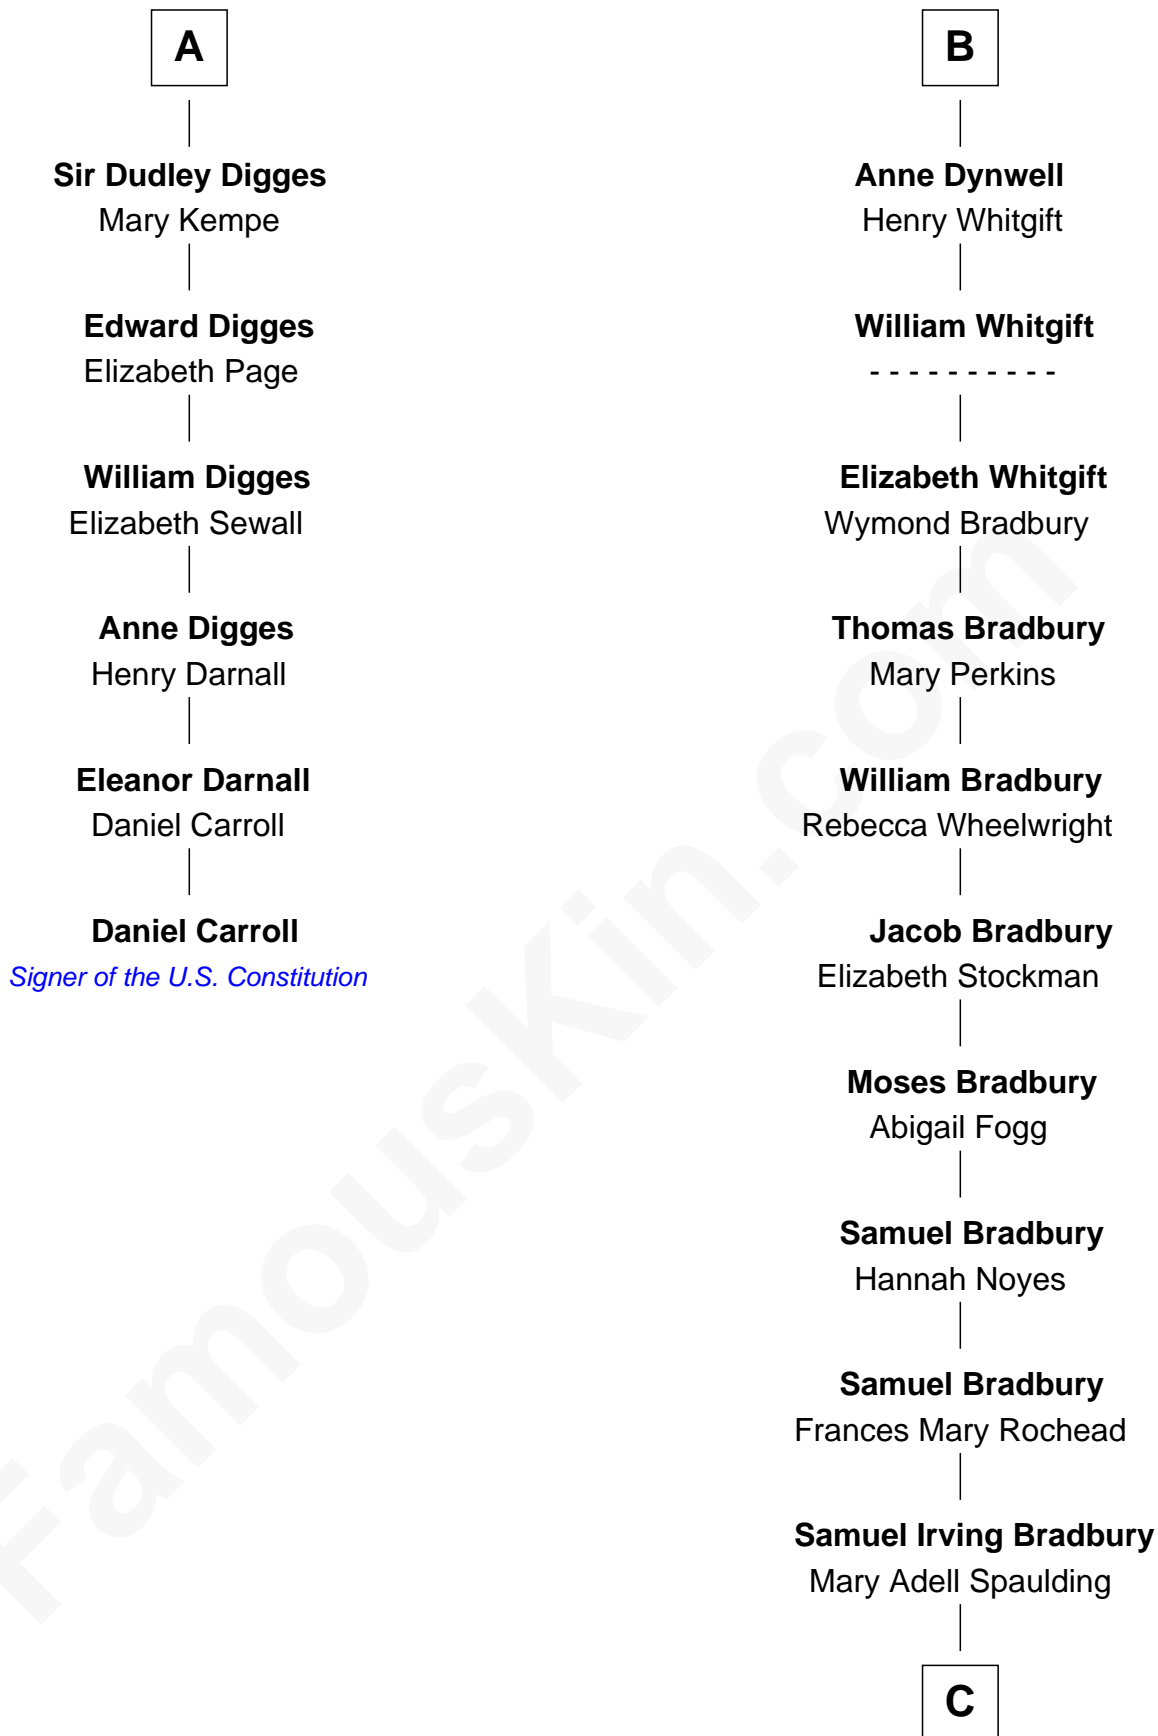 A
Sir Dudley Digges
Mary Kempe
Edward Digges
Elizabeth Page
William Digges
Elizabeth Sewall
Anne Digges
Henry Darnall
Eleanor Darnall
Daniel Carroll
Daniel Carroll
Signer of the U.S. Constitution
B
Anne Dynwell
Henry Whitgift
William Whitgift
- - - - - - - - - -
Elizabeth Whitgift
Wymond Bradbury
Thomas Bradbury
Mary Perkins
William Bradbury
Rebecca Wheelwright
Jacob Bradbury
Elizabeth Stockman
Moses Bradbury
Abigail Fogg
Samuel Bradbury
Hannah Noyes
Samuel Bradbury
Frances Mary Rochead
Samuel Irving Bradbury
Mary Adell Spaulding
C
FamousKin.com